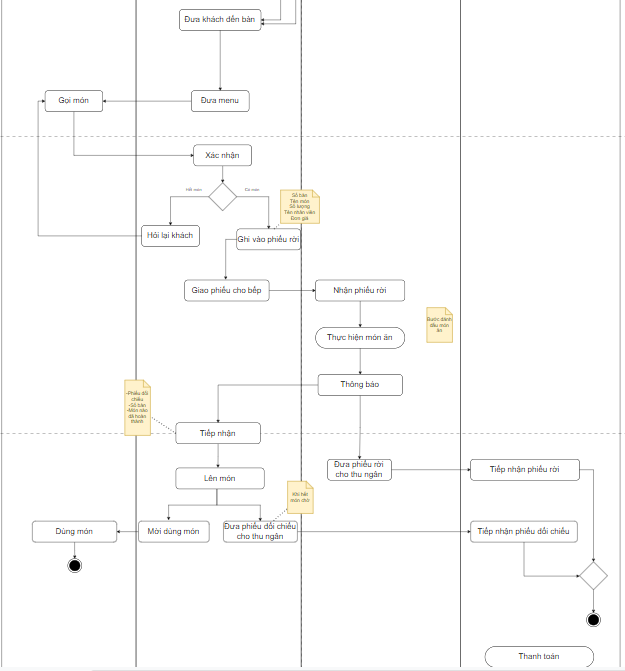 Đưa khách đến bàn
Gọi món
Đưa menu
Xác nhận
Hết món
Có món
Số bàn
Tên món
Số lượng
Tên nhân viên
Đơn giá
Hỏi lại khách
Ghi vào phiếu rời
Giao phiếu cho bếp
Nhận phiếu rời
Bước đánh
dấu món
ăn
Thực hiện món ăn
Thông báo
-Phiếu đối
chiếu
-Số bàn
-Món nào
đã hoàn
thành
Tiếp nhận
Đưa phiếu rời
cho thu ngân
Tiếp nhận phiếu rời
Lên món
Khi hết
món chờ
Dùng món
Mời dùng món
Đưa phiếu đối chiếu
cho thu ngân
Tiếp nhận phiếu đối chiếu
Thanh toán